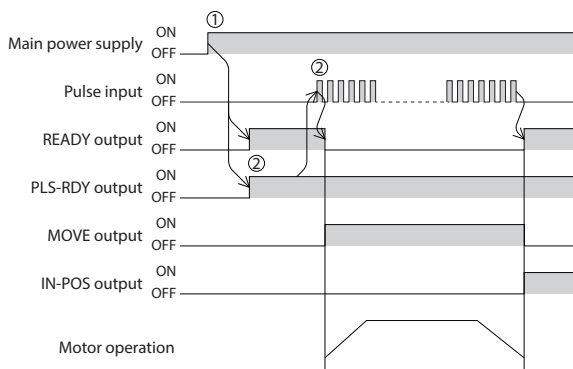 ①
Main power supply ON
OFF
②
Pulse input ON
OFF
READY output ON
OFF
②
PLS-RDY output ON
OFF
MOVE output ON
OFF
IN-POS output ON
OFF
Motor operation